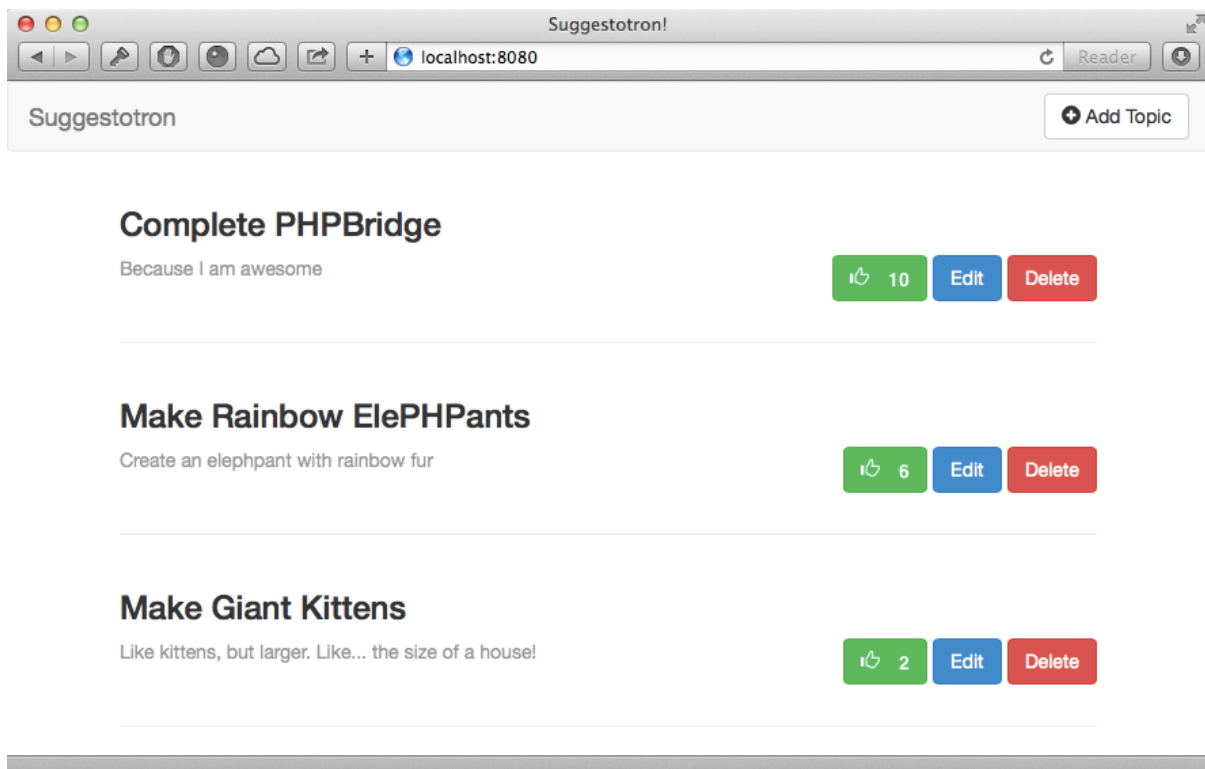 Suggestotron!
localhost:8080
Reader
Suggestotron
Add Topic
Complete PHPBridge
Because I am awesome
10 Edit Delete
Make Rainbow ElePHPants
Create an elephpant with rainbow fur
6 Edit Delete
Make Giant Kittens
Like kittens, but larger. Like... the size of a house!
2 Edit Delete